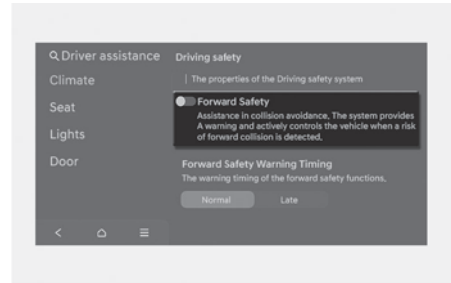 Driver assistance
Climate
Seat
Lights
Door
Driving safety
The properties of the Driving safety system
Forward Safety
Assistance in collision avoidance, The system provides
A warning and actively controls the vehicle when a risk
of forward collision is detected,
Forward Safety Warning Timing
The warning timing of the forward safety functions,
Normal
Late